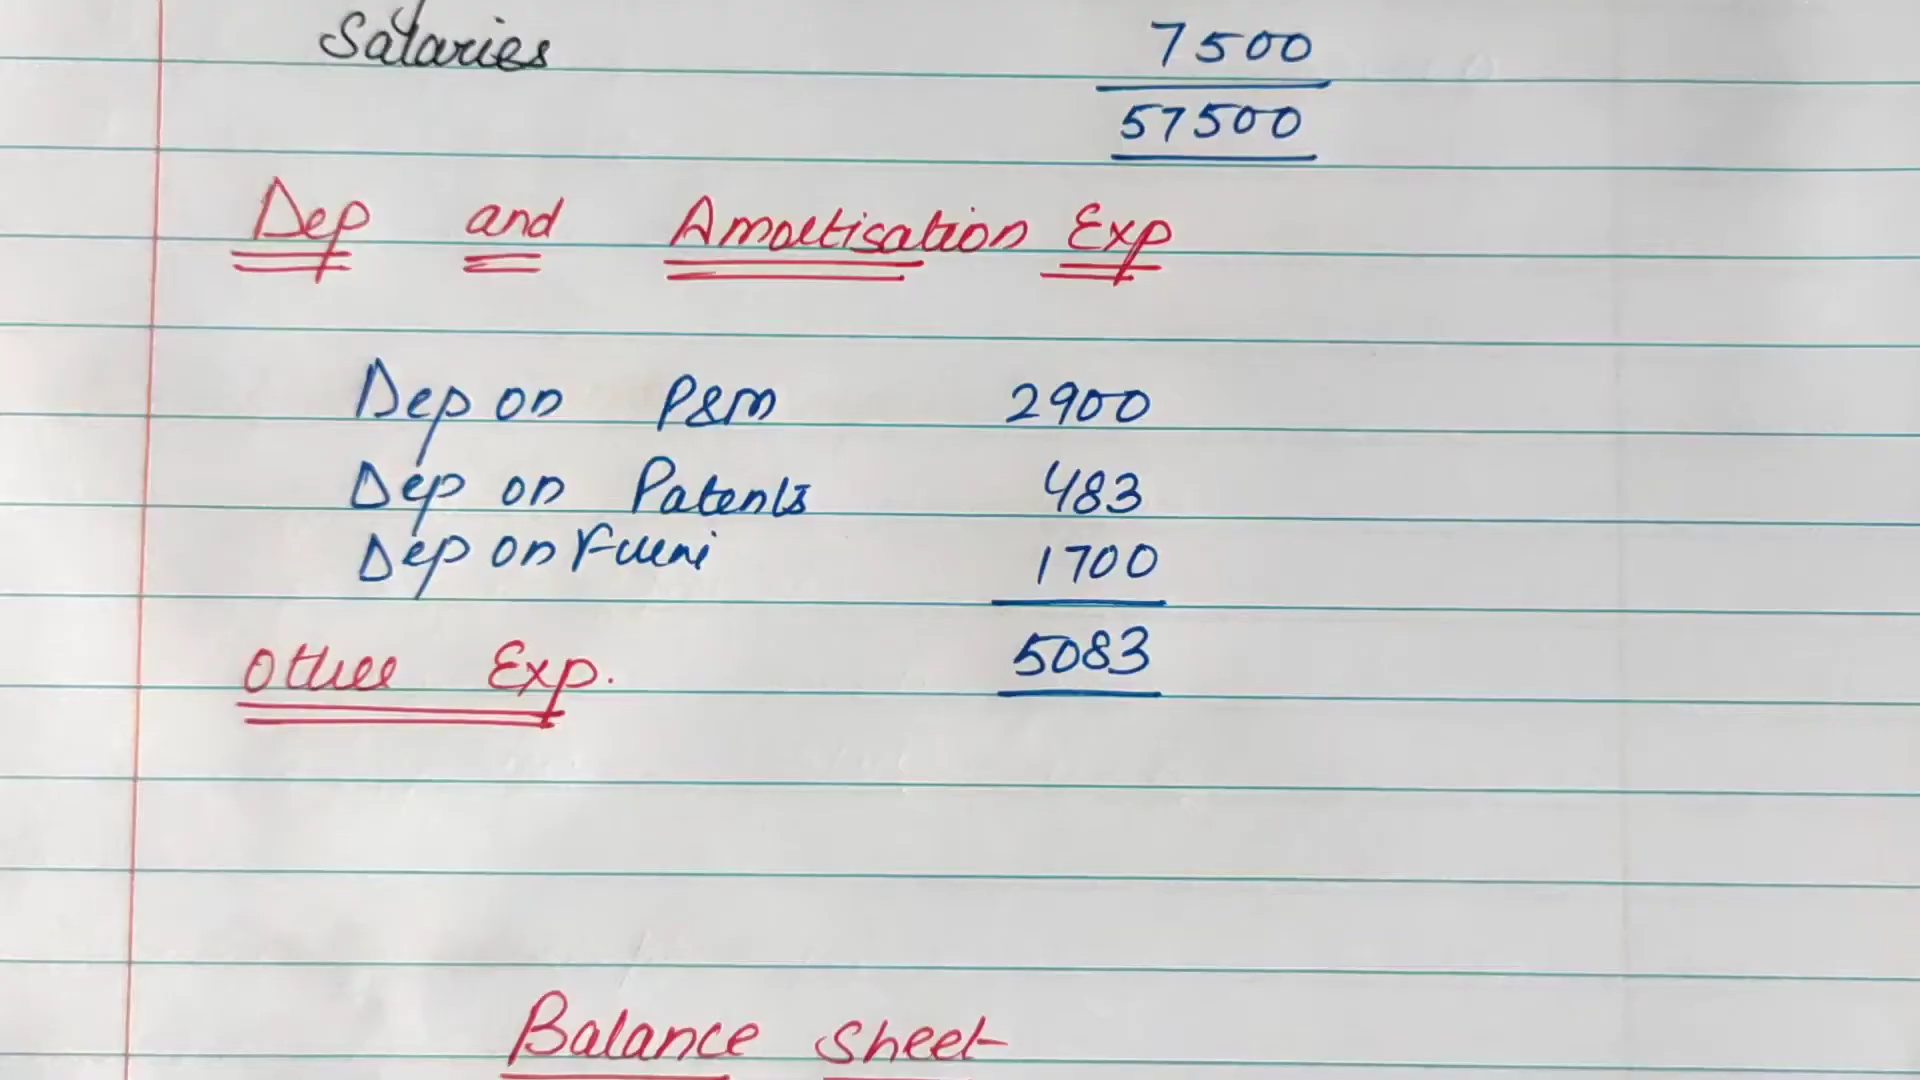 Salaries 7500
57500
Dep and Amortisation Exp
Dep on P&M 2900
Dep on Patents 483
Dep on Furni 1700
Other Exp. 5083
Balance Sheet